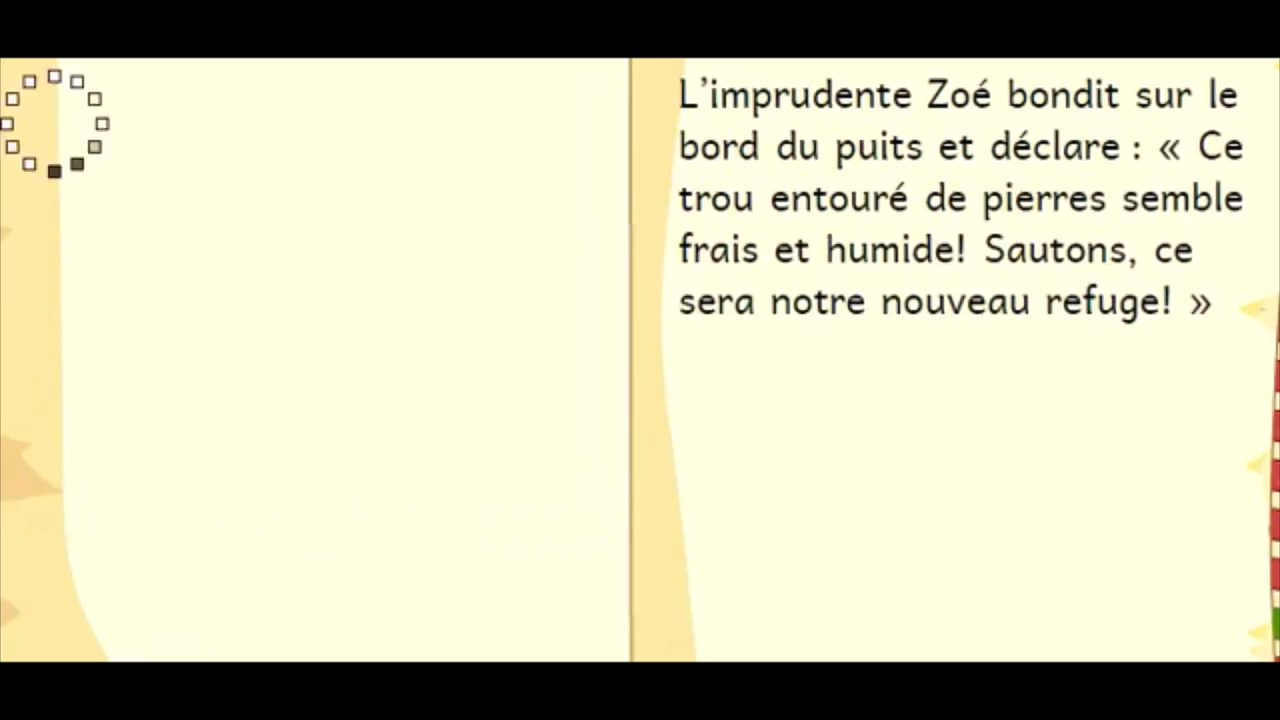 L'imprudente Zoé bondit sur le
bord du puits et déclare : « Ce
trou entouré de pierres semble
frais et humide! Sautons, ce
sera notre nouveau refuge! »